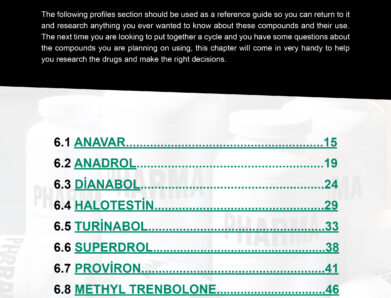 The following profiles section should be used as a reference guide so you can return to it
and research anything you ever wanted to know about these compounds and their use.
The next time you are looking to put together a cycle and you have some questions about
the compounds you are planning on using, this chapter will come in very handy to help
you research the drugs and make the right decisions.
6.1 ANAVAR..........................................................15
6.2 ANADROL.......................................................19
6.3 DİANABOL......................................................24
6.4 HALOTESTİN.................................................29
6.5 TURİNABOL...................................................33
6.6 SUPERDROL..................................................38
6.7 PROVİRON.....................................................41
6.8 METHYL TRENBOLONE................................46
PHARMA
PHARMA